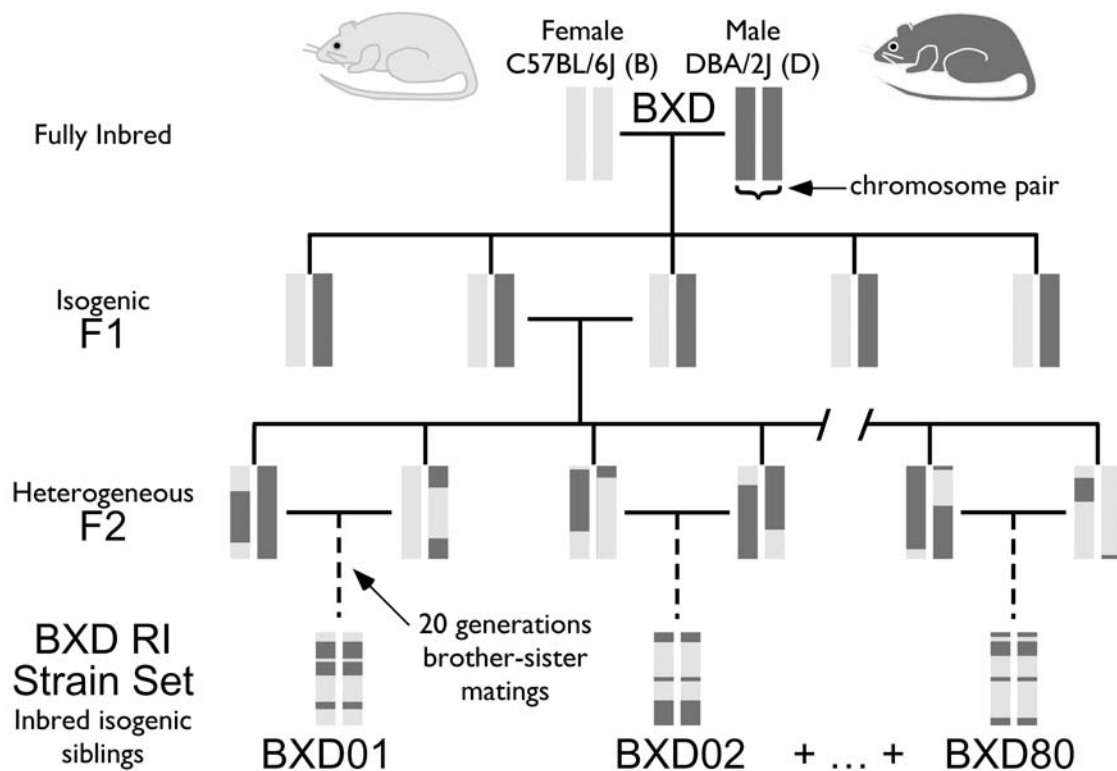 Female
C57BL/6J (B)
Male
DBA/2J (D)
BXD
Fully Inbred
chromosome pair
Isogenic
F1
Heterogeneous
F2
20 generations
brother-sister
matings
BXD RI
Strain Set
Inbred isogenic
siblings
BXD01
BXD02
+ ... +
BXD80